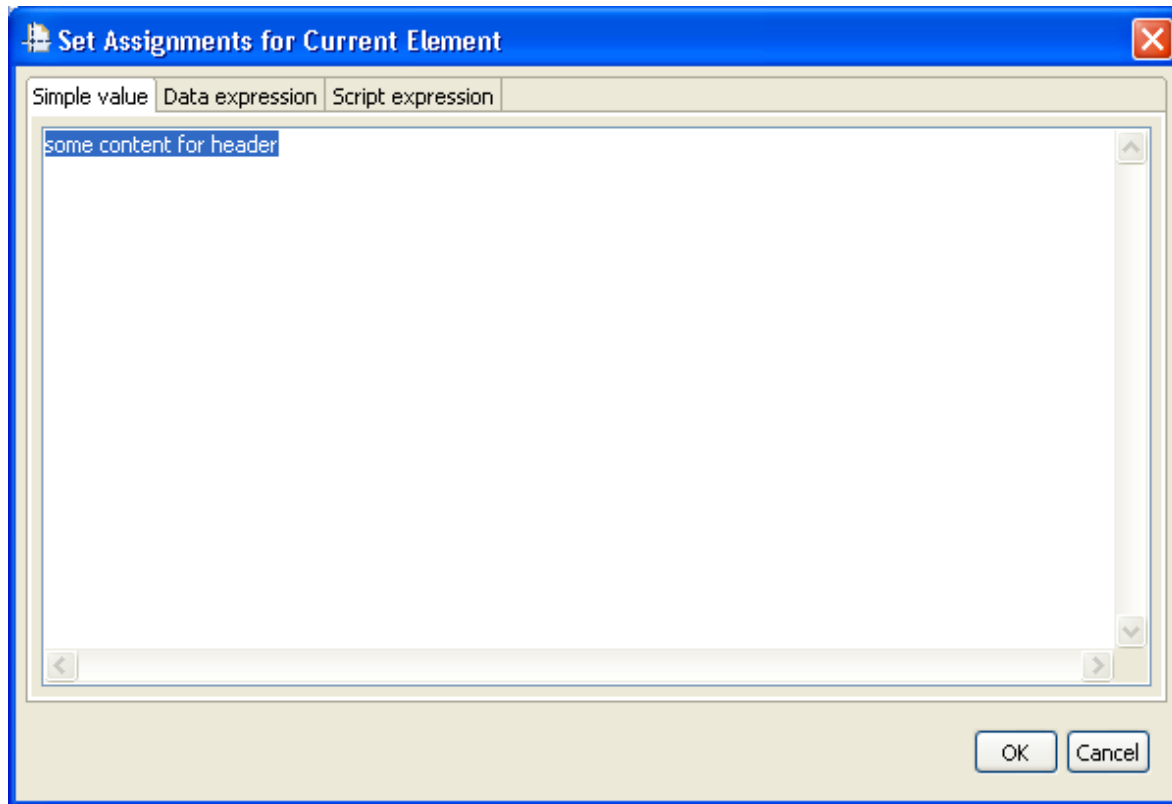 Set Assignments for Current Element
Simple value Data expression Script expression
some content for header
OK Cancel